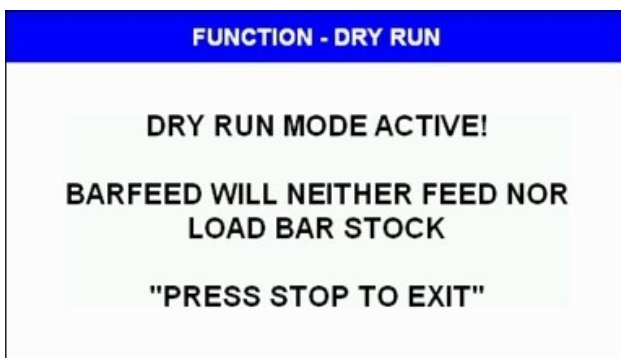 FUNCTION - DRY RUN
DRY RUN MODE ACTIVE!
BARFEED WILL NEITHER FEED NOR
LOAD BAR STOCK
"PRESS STOP TO EXIT"